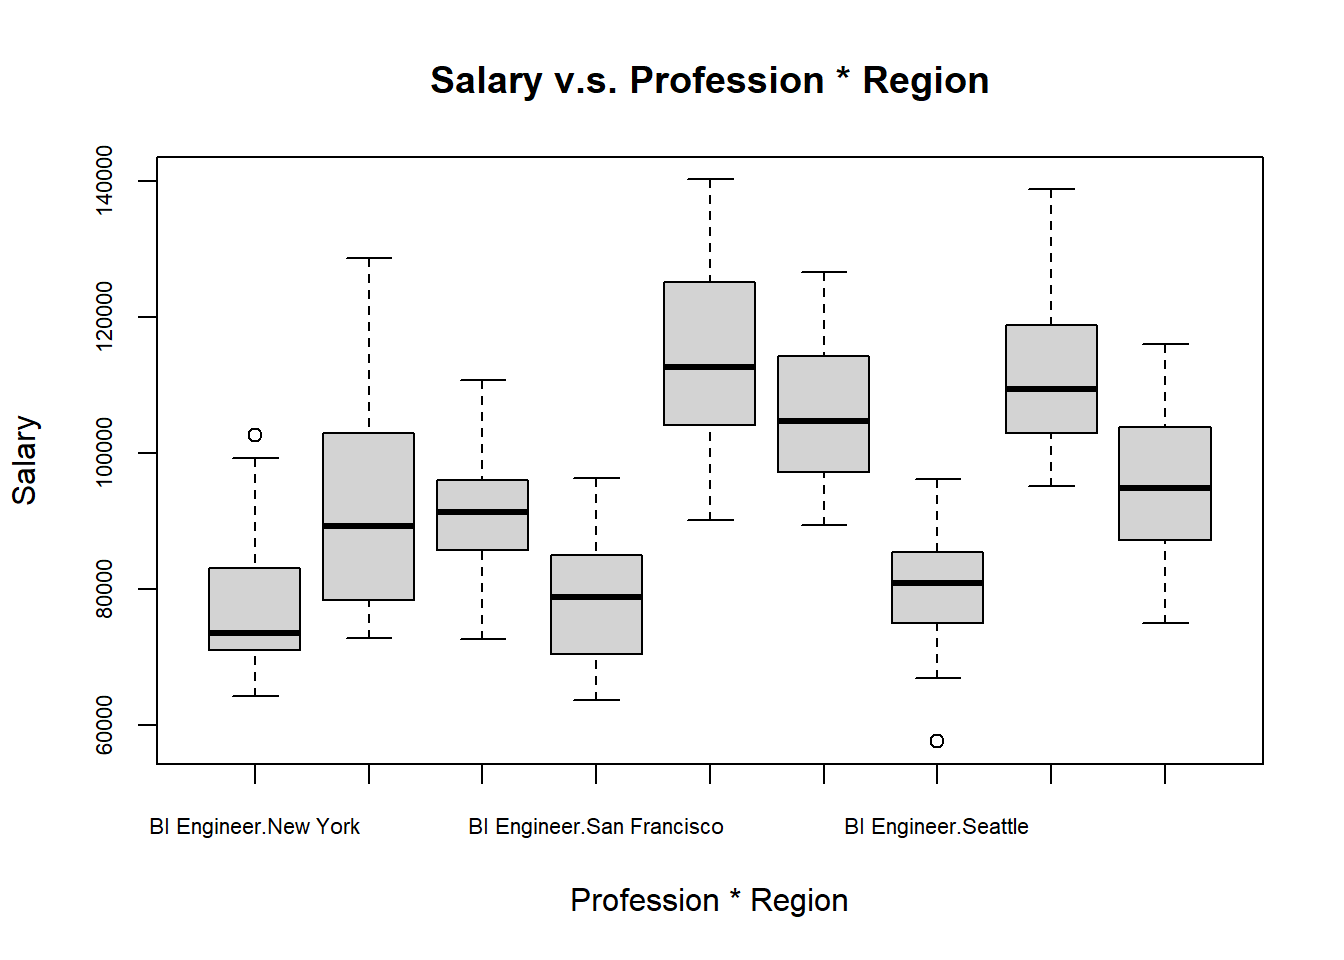 Salary v.s. Profession * Region
Salary
140000
120000
100000
80000
60000
BI Engineer.New York
BI Engineer.San Francisco
BI Engineer.Seattle
Profession * Region